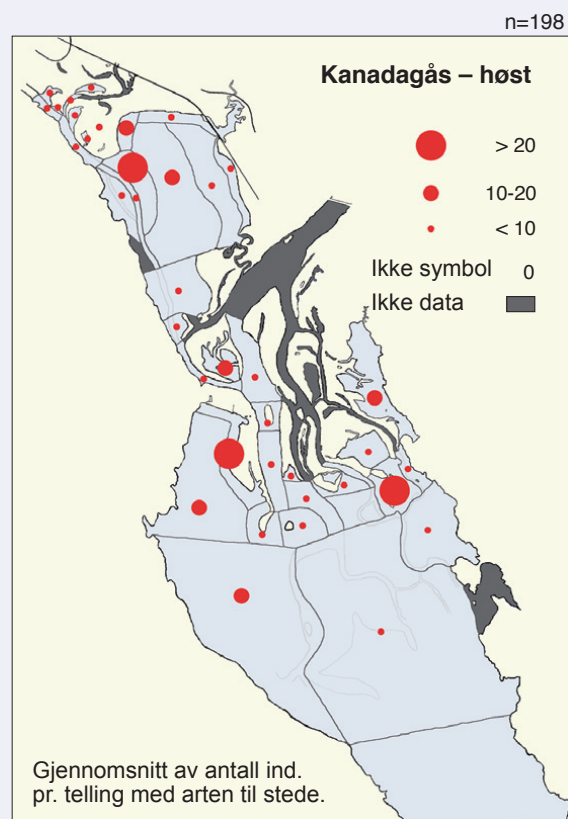 n=198
Kanadagås – høst
> 20
10-20
< 10
Ikke symbol 0
Ikke data
Gjennomsnitt av antall ind.
pr. telling med arten til stede.